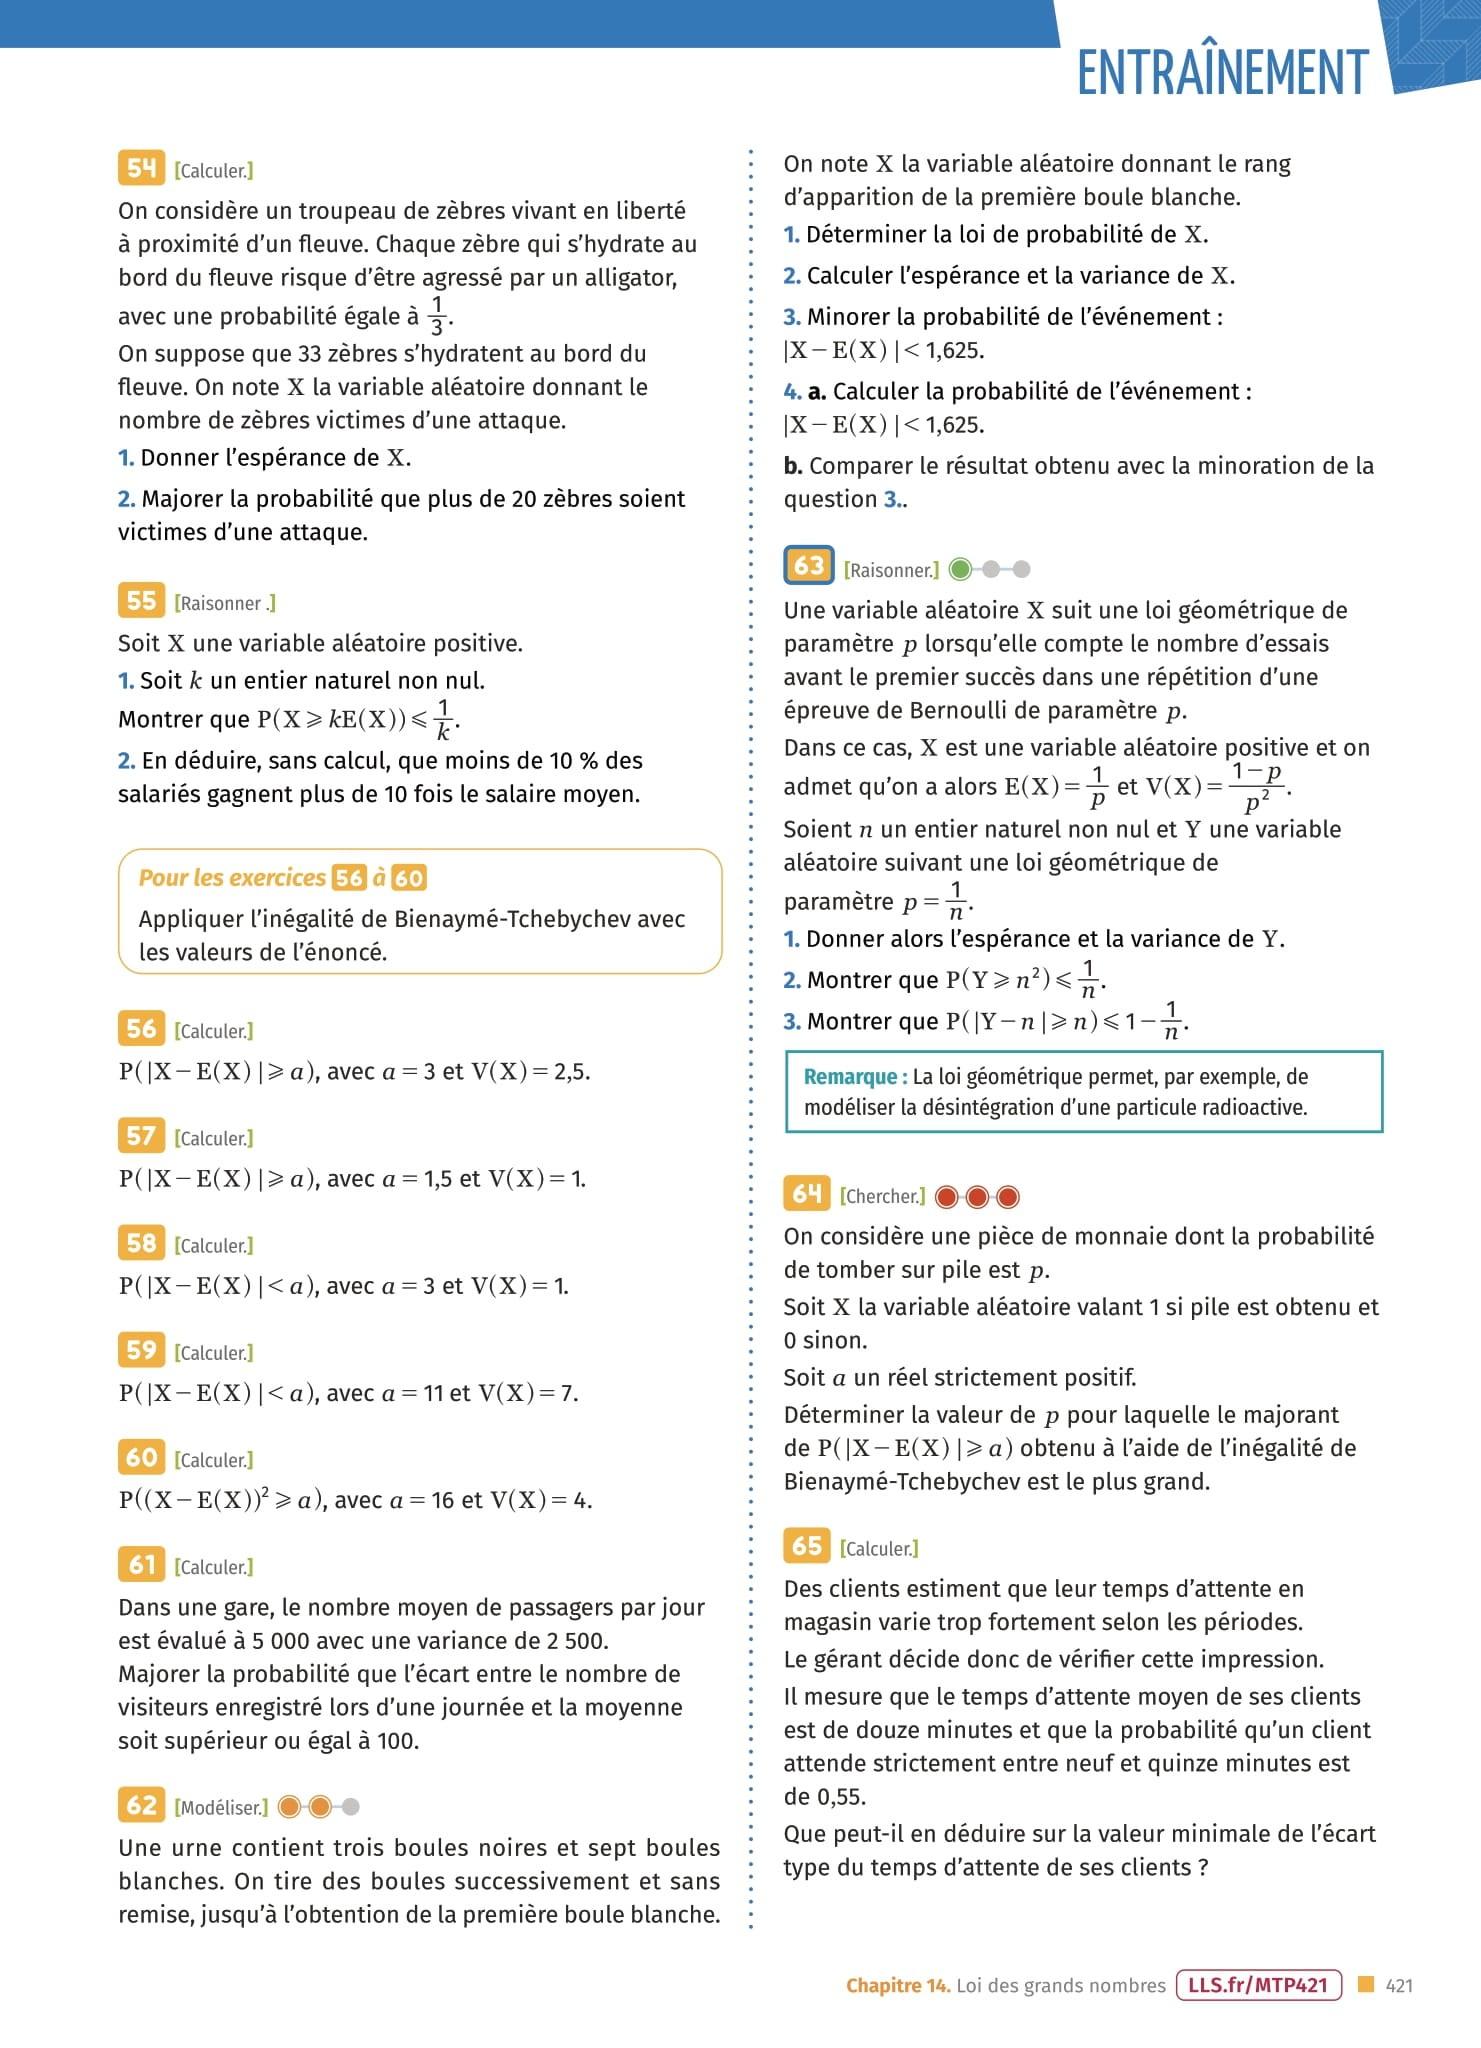 ENTRAÎNEMENT
54 [Calculer.]
On considère un troupeau de zèbres vivant en liberté
à proximité d’un fleuve. Chaque zèbre qui s’hydrate au
bord du fleuve risque d’être agressé par un alligator,
avec une probabilité égale à 1/3.
On suppose que 33 zèbres s’hydratent au bord du
fleuve. On note X la variable aléatoire donnant le
nombre de zèbres victimes d’une attaque.
1. Donner l’espérance de X.
2. Majorer la probabilité que plus de 20 zèbres soient
victimes d’une attaque.
55 [Raisonner .]
Soit X une variable aléatoire positive.
1. Soit k un entier naturel non nul.
Montrer que P(X ⩾ kE(X)) ⩽ 1/k.
2. En déduire, sans calcul, que moins de 10 % des
salariés gagnent plus de 10 fois le salaire moyen.
Pour les exercices 56 à 60
Appliquer l’inégalité de Bienaymé-Tchebychev avec
les valeurs de l’énoncé.
56 [Calculer.]
P(|X − E(X)| ⩾ a), avec a = 3 et V(X) = 2,5.
57 [Calculer.]
P(|X − E(X)| ⩾ a), avec a = 1,5 et V(X) = 1.
58 [Calculer.]
P(|X − E(X)| < a), avec a = 3 et V(X) = 1.
59 [Calculer.]
P(|X − E(X)| < a), avec a = 11 et V(X) = 7.
60 [Calculer.]
P((X − E(X))² ⩾ a), avec a = 16 et V(X) = 4.
61 [Calculer.]
Dans une gare, le nombre moyen de passagers par jour
est évalué à 5 000 avec une variance de 2 500.
Majorer la probabilité que l’écart entre le nombre de
visiteurs enregistré lors d’une journée et la moyenne
soit supérieur ou égal à 100.
62 [Modéliser.]
Une urne contient trois boules noires et sept boules
blanches. On tire des boules successivement et sans
remise, jusqu’à l’obtention de la première boule blanche.
On note X la variable aléatoire donnant le rang
d’apparition de la première boule blanche.
1. Déterminer la loi de probabilité de X.
2. Calculer l’espérance et la variance de X.
3. Minorer la probabilité de l’événement :
|X − E(X)| < 1,625.
4. a. Calculer la probabilité de l’événement :
|X − E(X)| < 1,625.
b. Comparer le résultat obtenu avec la minoration de la
question 3..
63 [Raisonner.]
Une variable aléatoire X suit une loi géométrique de
paramètre p lorsqu’elle compte le nombre d’essais
avant le premier succès dans une répétition d’une
épreuve de Bernoulli de paramètre p.
Dans ce cas, X est une variable aléatoire positive et on
admet qu’on a alors E(X) = 1/p et V(X) = (1−p)/p².
Soient n un entier naturel non nul et Y une variable
aléatoire suivant une loi géométrique de
paramètre p = 1/n.
1. Donner alors l’espérance et la variance de Y.
2. Montrer que P(Y ⩾ n²) ⩽ 1/n.
3. Montrer que P(|Y − n| ⩾ n) ⩽ 1 − 1/n.
Remarque : La loi géométrique permet, par exemple, de
modéliser la désintégration d’une particule radioactive.
64 [Chercher.]
On considère une pièce de monnaie dont la probabilité
de tomber sur pile est p.
Soit X la variable aléatoire valant 1 si pile est obtenu et
0 sinon.
Soit a un réel strictement positif.
Déterminer la valeur de p pour laquelle le majorant
de P(|X − E(X)| ⩾ a) obtenu à l’aide de l’inégalité de
Bienaymé-Tchebychev est le plus grand.
65 [Calculer.]
Des clients estiment que leur temps d’attente en
magasin varie trop fortement selon les périodes.
Le gérant décide donc de vérifier cette impression.
Il mesure que le temps d’attente moyen de ses clients
est de douze minutes et que la probabilité qu’un client
attende strictement entre neuf et quinze minutes est
de 0,55.
Que peut-il en déduire sur la valeur minimale de l’écart
type du temps d’attente de ses clients ?
Chapitre 14. Loi des grands nombres LLS.fr/MTP421 421